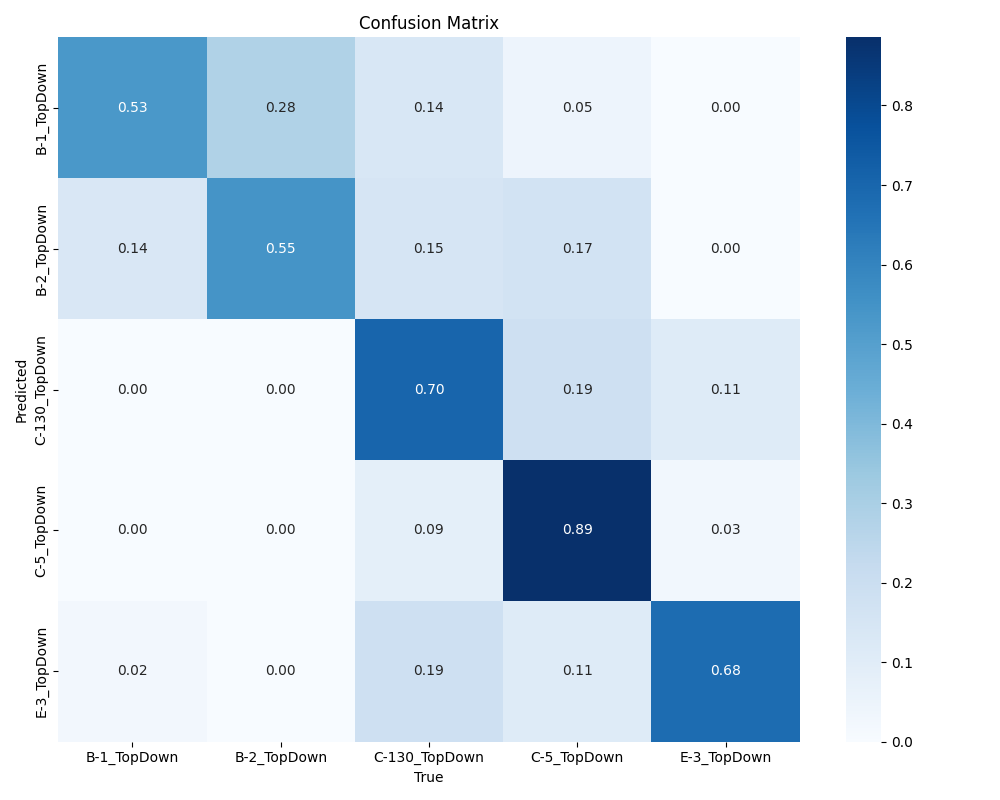 Confusion Matrix
B-1_TopDown 0.53 0.28 0.14 0.05 0.00
B-2_TopDown 0.14 0.55 0.15 0.17 0.00
C-130_TopDown 0.00 0.00 0.70 0.19 0.11
C-5_TopDown 0.00 0.00 0.09 0.89 0.03
E-3_TopDown 0.02 0.00 0.19 0.11 0.68
Predicted
B-1_TopDown B-2_TopDown C-130_TopDown C-5_TopDown E-3_TopDown
True
0.8
0.7
0.6
0.5
0.4
0.3
0.2
0.1
0.0